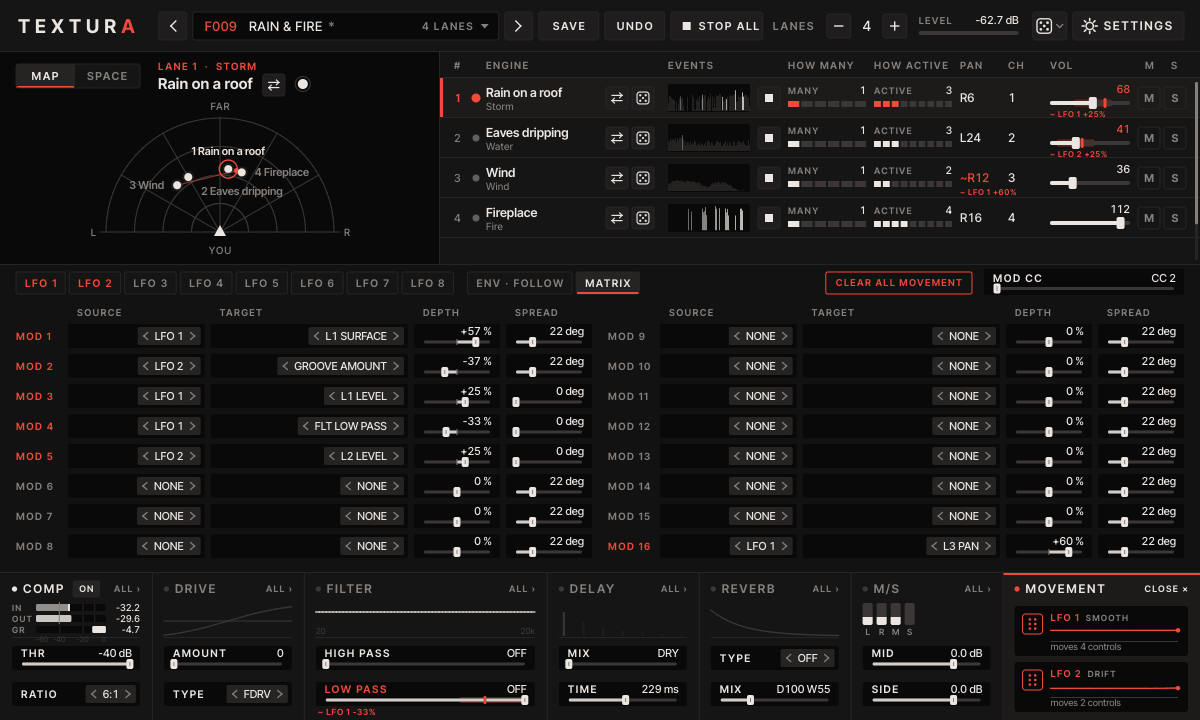 TEXTURA
F009 RAIN & FIRE * 4 LANES
SAVE UNDO STOP ALL LANES 4 LEVEL -62.7 dB SETTINGS
MAP SPACE
LANE 1 · STORM
Rain on a roof
FAR
1 Rain on a roof
4 Fireplace
3 Wind
2 Eaves dripping
L R
YOU
# ENGINE EVENTS HOW MANY HOW ACTIVE PAN CH VOL M S
1 Rain on a roof MANY 1 ACTIVE 3 R6 1 68 M S
Storm ~ LFO 1 +25%
2 Eaves dripping MANY 1 ACTIVE 3 L24 2 41 M S
Water ~ LFO 2 +25%
3 Wind MANY 1 ACTIVE 2 ~R12 3 36 M S
Wind ~ LFO 1 +60%
4 Fireplace MANY 1 ACTIVE 4 R16 4 112 M S
Fire
LFO 1 LFO 2 LFO 3 LFO 4 LFO 5 LFO 6 LFO 7 LFO 8 ENV · FOLLOW MATRIX CLEAR ALL MOVEMENT MOD CC CC 2
SOURCE TARGET DEPTH SPREAD SOURCE TARGET DEPTH SPREAD
MOD 1 < LFO 1 > < L1 SURFACE > +57 % 22 deg MOD 9 < NONE > < NONE > 0 % 22 deg
MOD 2 < LFO 2 > < GROOVE AMOUNT > -37 % 22 deg MOD 10 < NONE > < NONE > 0 % 22 deg
MOD 3 < LFO 1 > < L1 LEVEL > +25 % 0 deg MOD 11 < NONE > < NONE > 0 % 22 deg
MOD 4 < LFO 1 > < FLT LOW PASS > -33 % 0 deg MOD 12 < NONE > < NONE > 0 % 22 deg
MOD 5 < LFO 2 > < L2 LEVEL > +25 % 0 deg MOD 13 < NONE > < NONE > 0 % 22 deg
MOD 6 < NONE > < NONE > 0 % 22 deg MOD 14 < NONE > < NONE > 0 % 22 deg
MOD 7 < NONE > < NONE > 0 % 22 deg MOD 15 < NONE > < NONE > 0 % 22 deg
MOD 8 < NONE > < NONE > 0 % 22 deg MOD 16 < LFO 1 > < L3 PAN > +60 % 22 deg
COMP ON ALL ›
IN -32.2
OUT -29.6
GR -4.7
-60 -40 -20 0
THR -40 dB
RATIO < 6:1 >
DRIVE ALL ›
AMOUNT 0
TYPE < FDRV >
FILTER ALL ›
20 20k
HIGH PASS OFF
LOW PASS OFF
~ LFO 1 -33%
DELAY ALL ›
MIX DRY
TIME 229 ms
REVERB ALL ›
TYPE < OFF >
MIX D100 W55
M/S ALL ›
L R M S
MID 0.0 dB
SIDE 0.0 dB
MOVEMENT CLOSE ×
LFO 1 SMOOTH
moves 4 controls
LFO 2 DRIFT
moves 2 controls